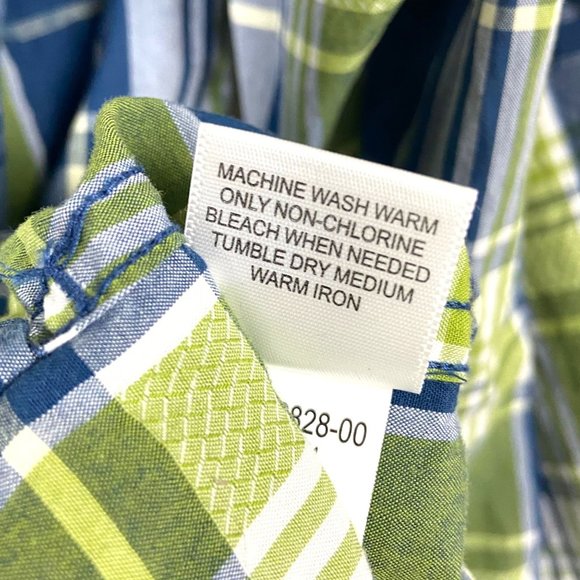 MACHINE WASH WARM
ONLY NON-CHLORINE
BLEACH WHEN NEEDED
TUMBLE DRY MEDIUM
WARM IRON
828-00